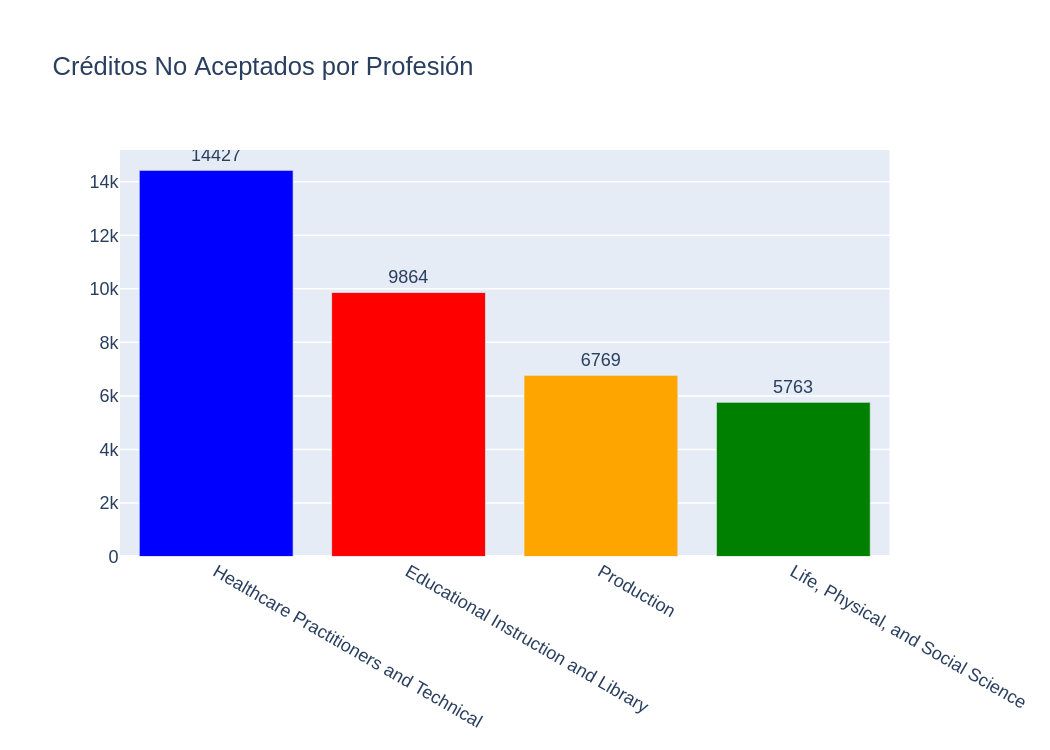 Créditos No Aceptados por Profesión
14427
9864
6769
5763
14k
12k
10k
8k
6k
4k
2k
0
Healthcare Practitioners and Technical
Educational Instruction and Library
Production
Life, Physical, and Social Science